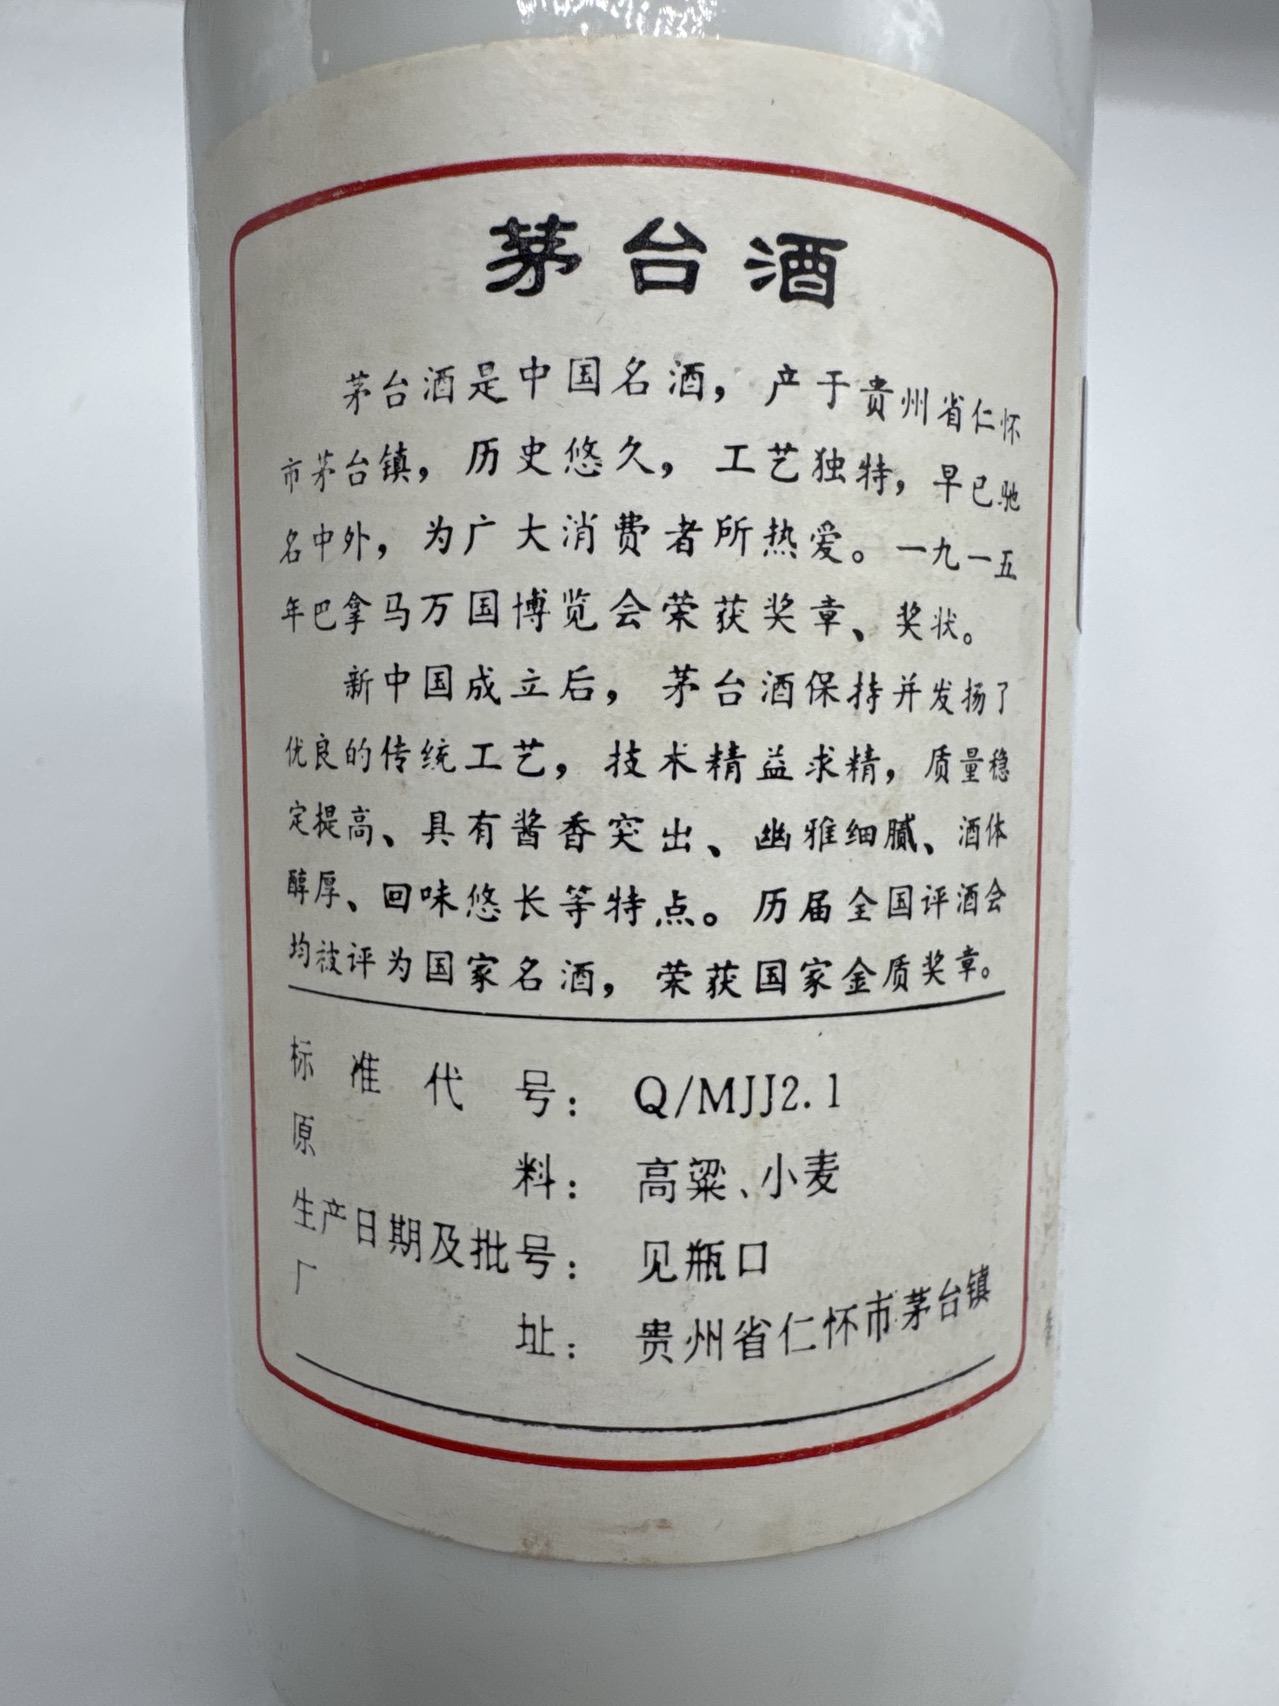 茅台酒
茅台酒是中国名酒，产于贵州省仁怀
市茅台镇，历史悠久，工艺独特，早已驰
名中外，为广大消费者所热爱。一九一五
年巴拿马万国博览会荣获奖章、奖状。
新中国成立后，茅台酒保持并发扬了
优良的传统工艺，技术精益求精，质量稳
定提高、具有酱香突出、幽雅细腻、酒体
醇厚、回味悠长等特点。历届全国评酒会
均被评为国家名酒，荣获国家金质奖章。
标准代号：Q/MJJ2.1
原料：高粱、小麦
生产日期及批号：见瓶口
厂址：贵州省仁怀市茅台镇